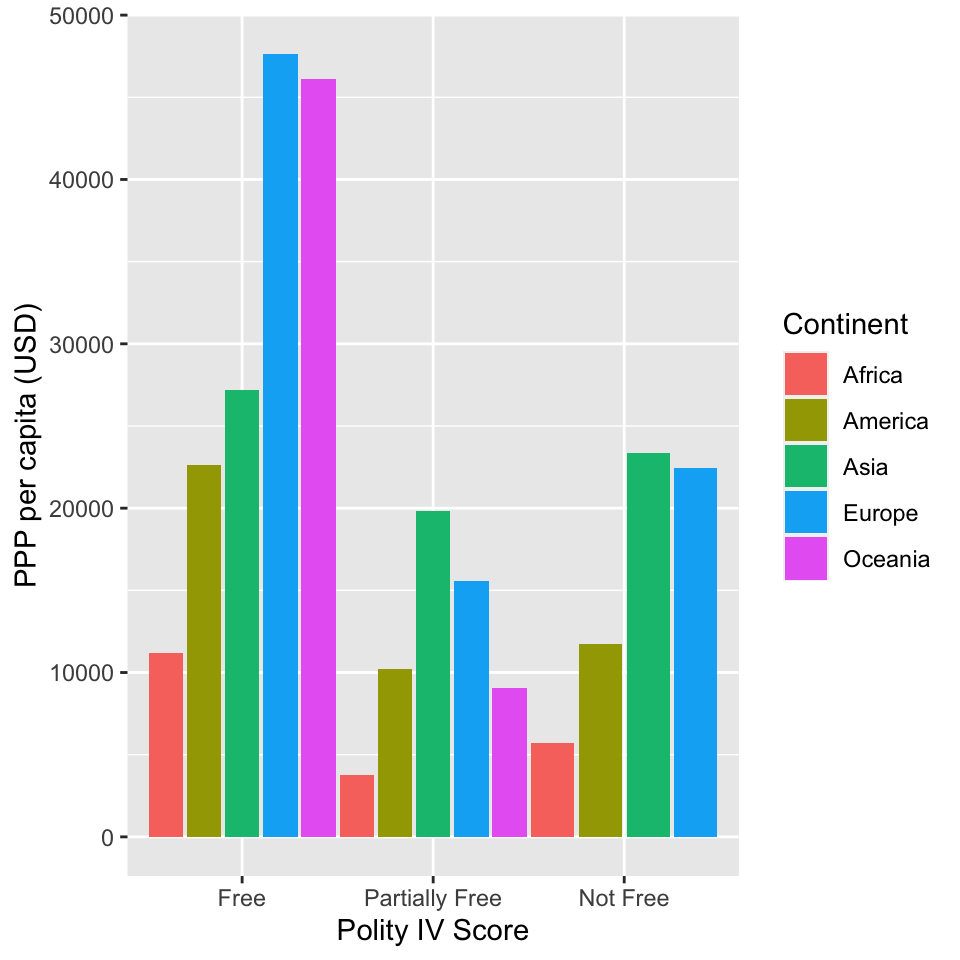 50000
40000
30000
20000
10000
0
PPP per capita (USD)
Free
Partially Free
Not Free
Polity IV Score
Continent
Africa
America
Asia
Europe
Oceania